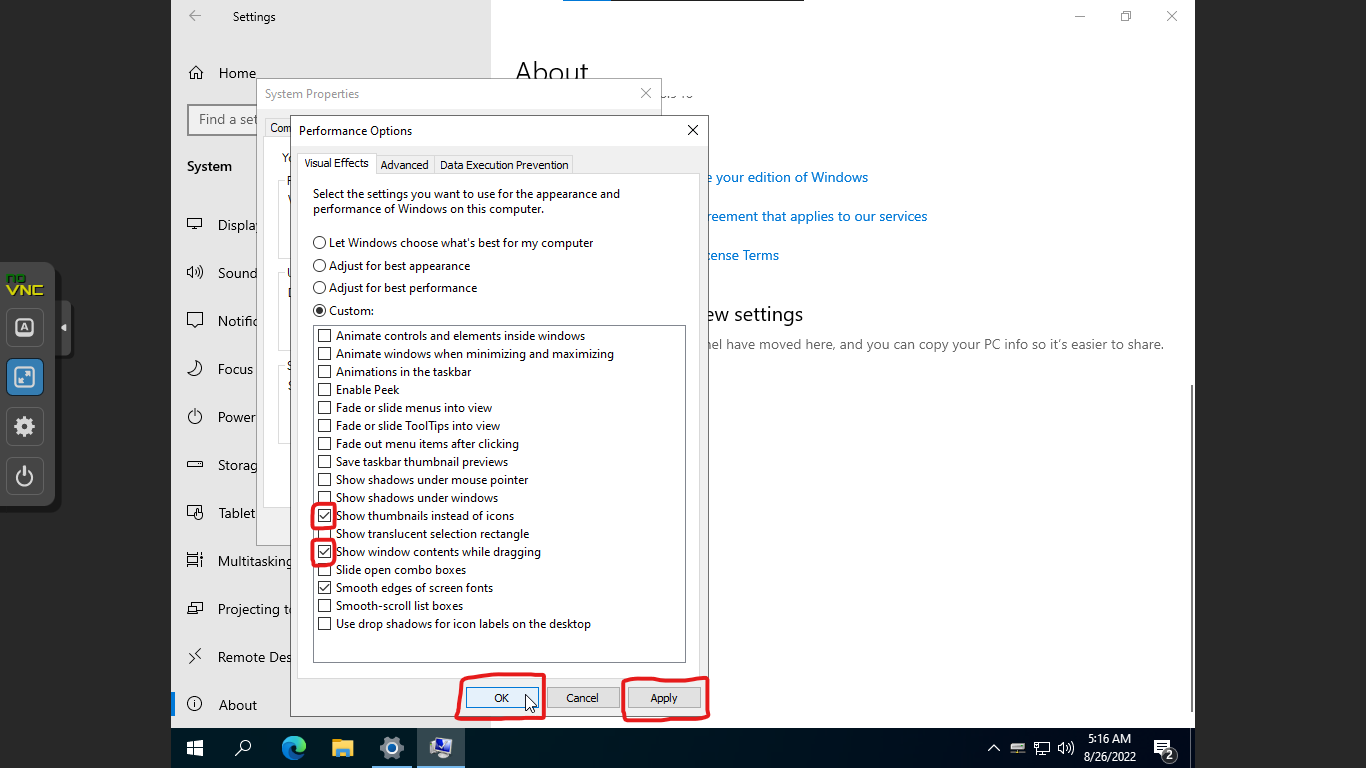 Settings
About
Home
System Properties
Find a set
Com
Performance Options
System
Visual Effects
Advanced
Data Execution Prevention
Select the settings you want to use for the appearance and
performance of Windows on this computer.
e your edition of Windows
reement that applies to our services
Display
Let Windows choose what's best for my computer
cense Terms
Adjust for best appearance
Sound
no
VNC
Adjust for best performance
Custom:
ew settings
Notific
A
Animate controls and elements inside windows
nel have moved here, and you can copy your PC info so it's easier to share.
Animate windows when minimizing and maximizing
Focus
Animations in the taskbar
Enable Peek
Fade or slide menus into view
Power
Fade or slide ToolTips into view
Fade out menu items after clicking
Storag
Save taskbar thumbnail previews
Show shadows under mouse pointer
Show shadows under windows
Tablet
Show thumbnails instead of icons
Show translucent selection rectangle
Show window contents while dragging
Multitasking
Slide open combo boxes
Smooth edges of screen fonts
Projecting t
Smooth-scroll list boxes
Use drop shadows for icon labels on the desktop
Remote Des
OK
Cancel
Apply
About
5:16 AM
8/26/2022
2